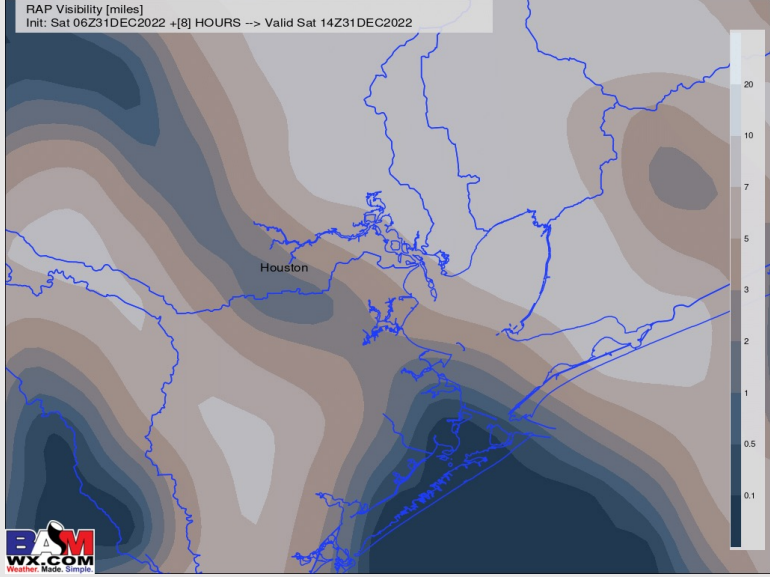 RAP Visibility [miles]
Init: Sat 06Z31DEC2022 +[8] HOURS --> Valid Sat 14Z31DEC2022
20
10
7
5
3
2
1
0.5
0.1
Houston
BAM
WX.COM
Weather. Made. Simple.